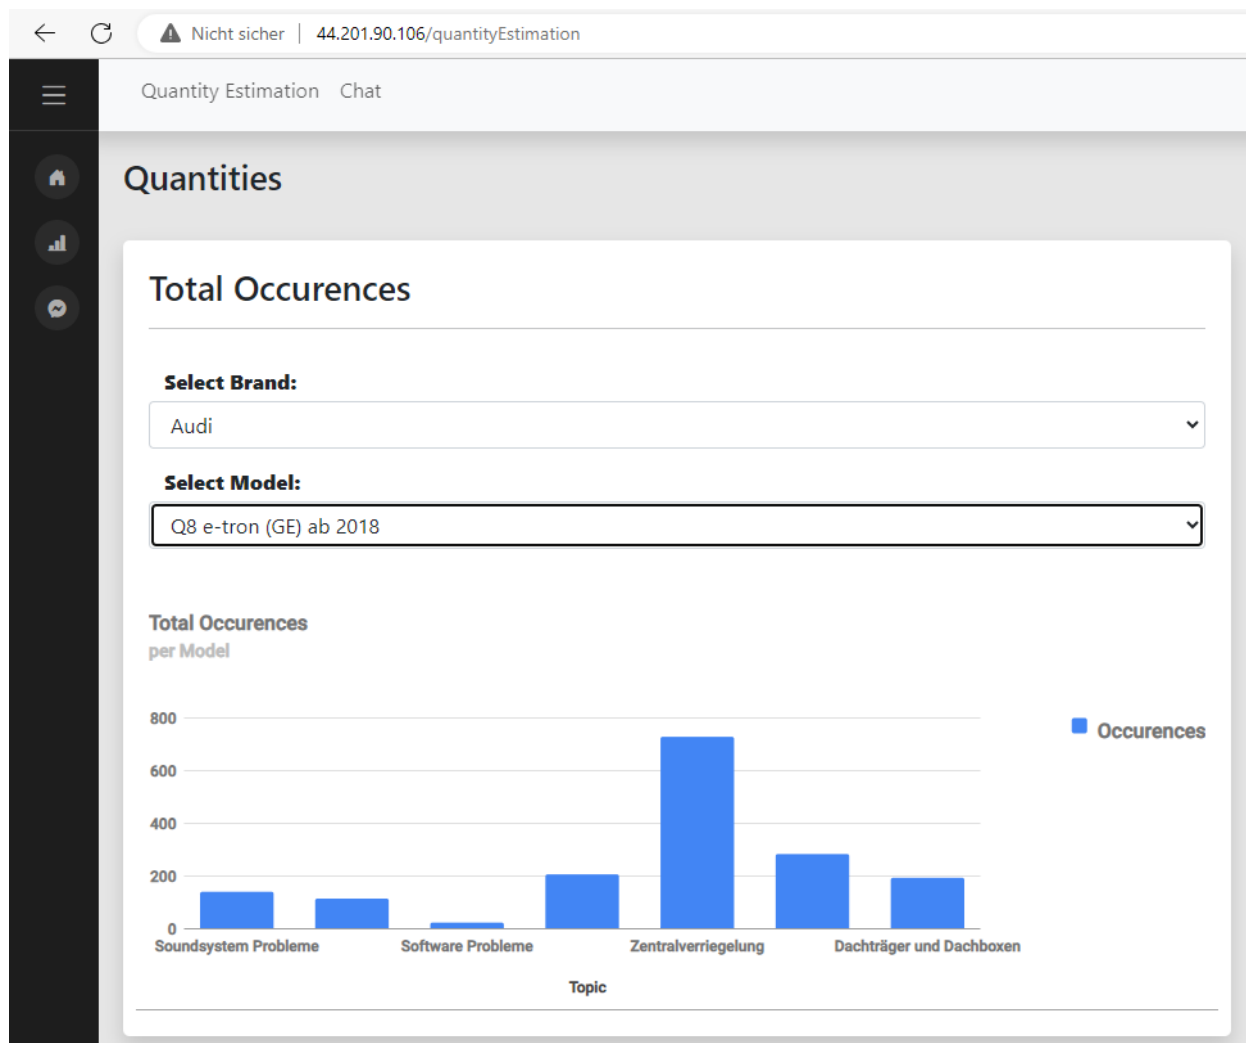 Nicht sicher | 44.201.90.106/quantityEstimation
Quantity Estimation Chat
Quantities
Total Occurences
Select Brand:
Audi
Select Model:
Q8 e-tron (GE) ab 2018
Total Occurences
per Model
800
Occurences
600
400
200
0
Soundsystem Probleme Software Probleme Zentralverriegelung Dachträger und Dachboxen
Topic